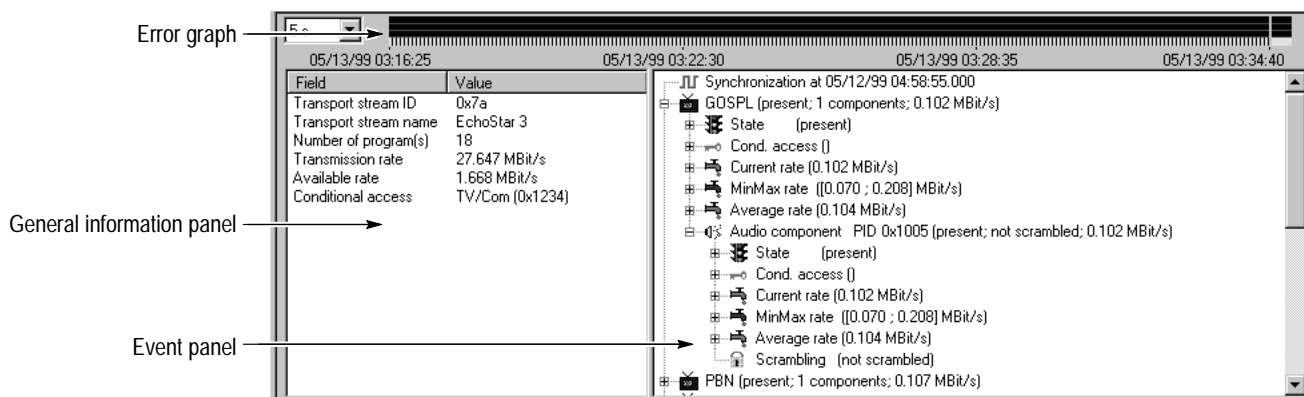 Error graph
5 s
05/13/99 03:16:25 05/13/99 03:22:30 05/13/99 03:28:35 05/13/99 03:34:40
Field Value
Transport stream ID 0x7a
Transport stream name EchoStar 3
Number of program(s) 18
Transmission rate 27.647 MBit/s
Available rate 1.668 MBit/s
Conditional access TV/Com (0x1234)
General information panel
Synchronization at 05/12/99 04:58:55.000
GOSPL (present; 1 components; 0.102 MBit/s)
State (present)
Cond. access ()
Current rate (0.102 MBit/s)
MinMax rate ([0.070 ; 0.208] MBit/s)
Average rate (0.104 MBit/s)
Audio component PID 0x1005 (present; not scrambled; 0.102 MBit/s)
State (present)
Cond. access ()
Current rate (0.102 MBit/s)
MinMax rate ([0.070 ; 0.208] MBit/s)
Average rate (0.104 MBit/s)
Scrambling (not scrambled)
PBN (present; 1 components; 0.107 MBit/s)
Event panel